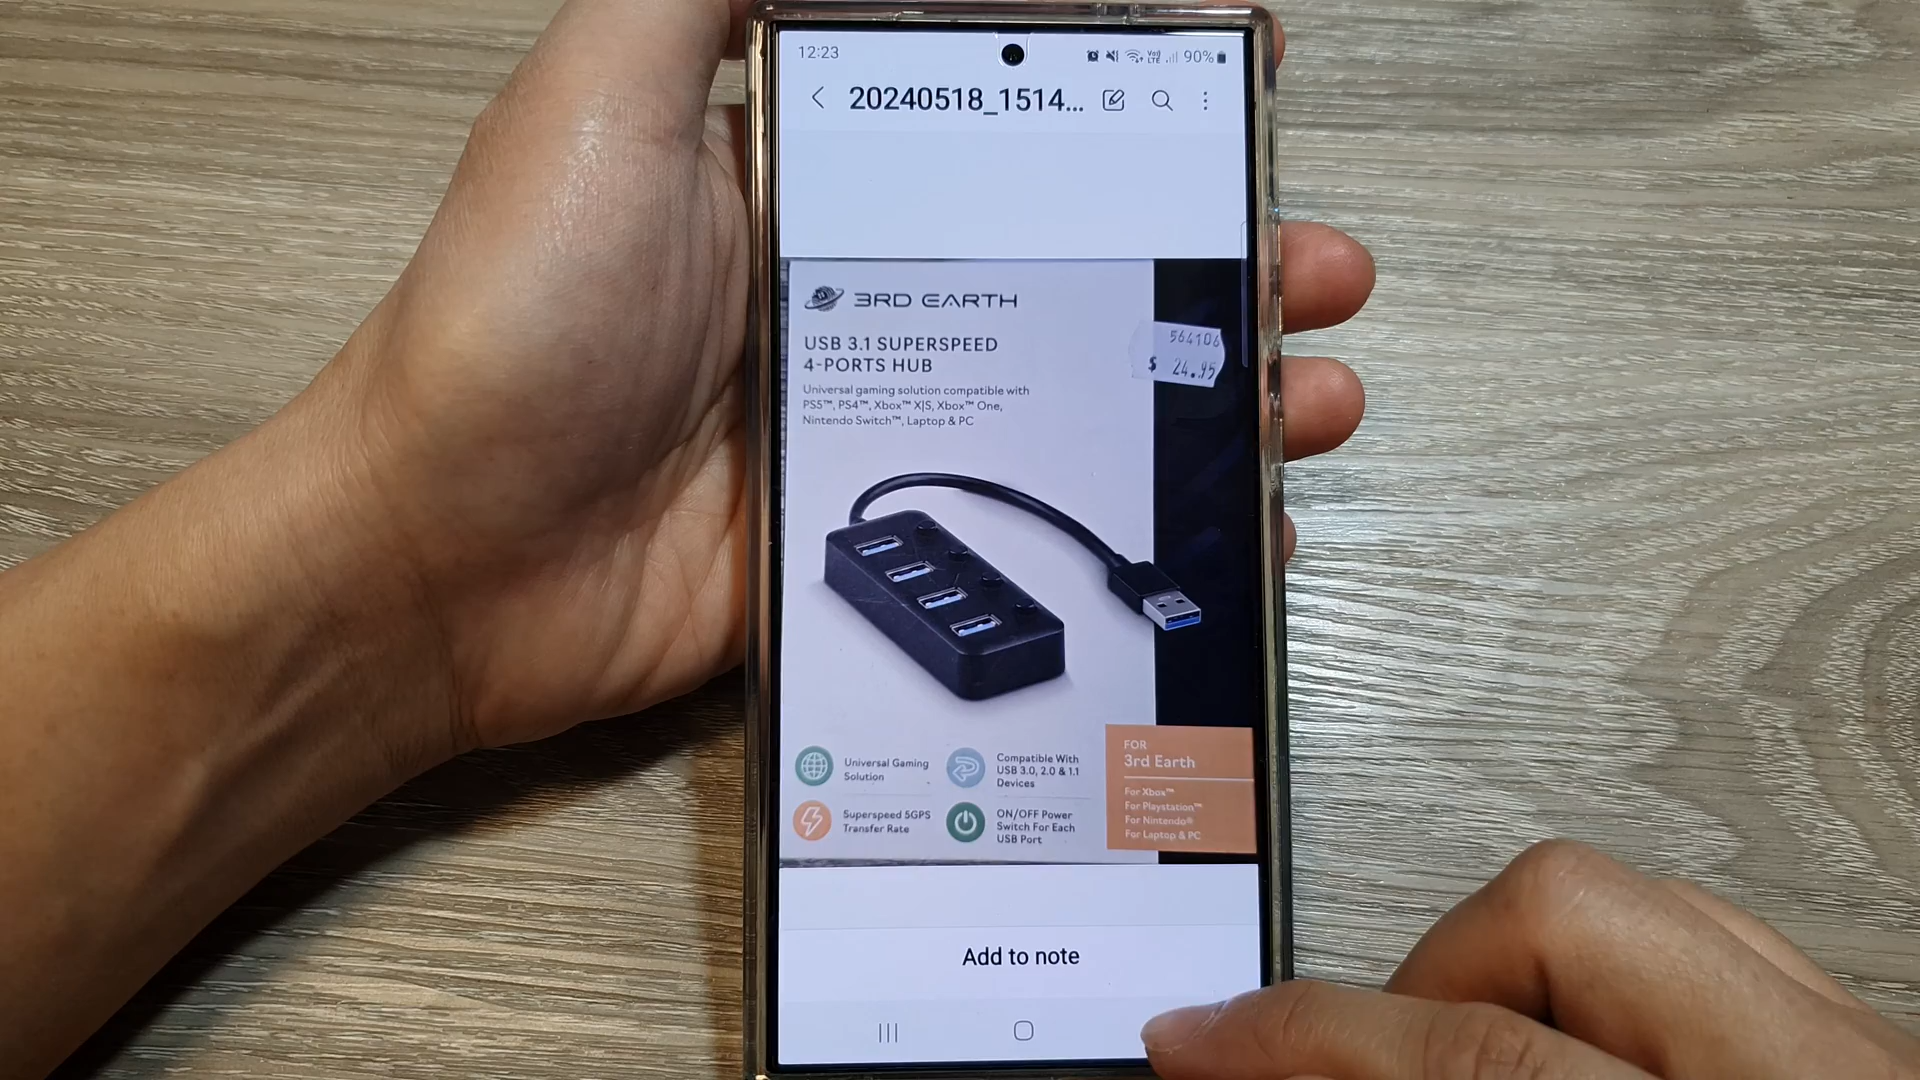 12:23
Vo)) LTE 90%
20240518_1514...
3RD EARTH
USB 3.1 SUPERSPEED
4-PORTS HUB
Universal gaming solution compatible with
PS5™, PS4™, Xbox™ X|S, Xbox™ One,
Nintendo Switch™, Laptop & PC
564106
$ 24.95
Universal Gaming
Solution
Compatible With
USB 3.0, 2.0 & 1.1
Devices
Superspeed 5GPS
Transfer Rate
ON/OFF Power
Switch For Each
USB Port
FOR
3rd Earth
For Xbox™
For Playstation™
For Nintendo®
For Laptop & PC
Add to note